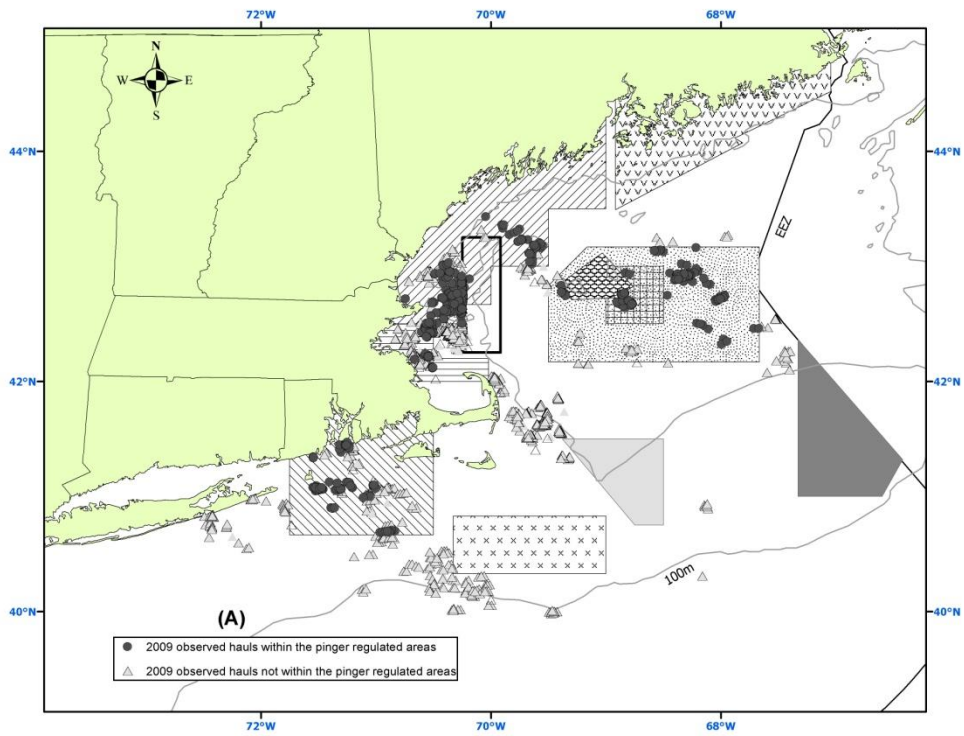 72°W 70°W 68°W
N
W E
S
44°N 44°N
EEZ
42°N 42°N
100m
40°N 40°N
(A)
2009 observed hauls within the pinger regulated areas
2009 observed hauls not within the pinger regulated areas
72°W 70°W 68°W